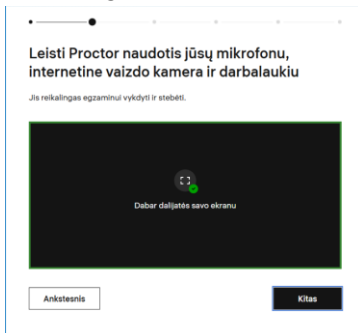 Leisti Proctor naudotis jūsų mikrofonu,
internetine vaizdo kamera ir darbalaukiu
Jis reikalingas egzaminui vykdyti ir stebėti.
Dabar dalijatės savo ekranu
Ankstesnis
Kitas